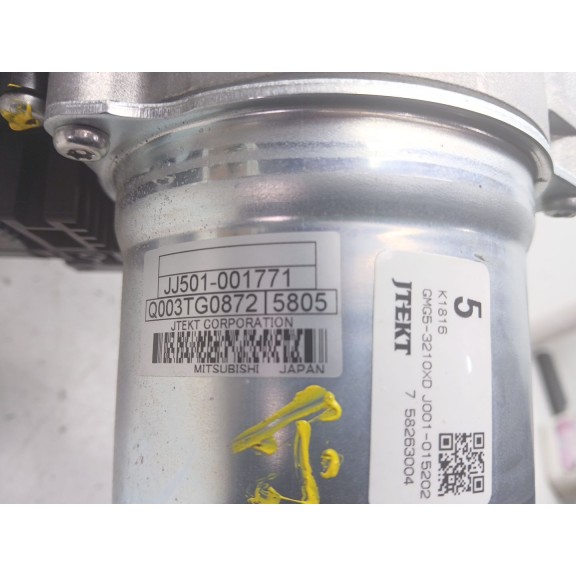 JJ501-001771
Q003TG0872 5805
JTEKT CORPORATION
MITSUBISHI JAPAN
5
K1816
JTEKT
GMG5-3210XD J001-015202
7 58263004